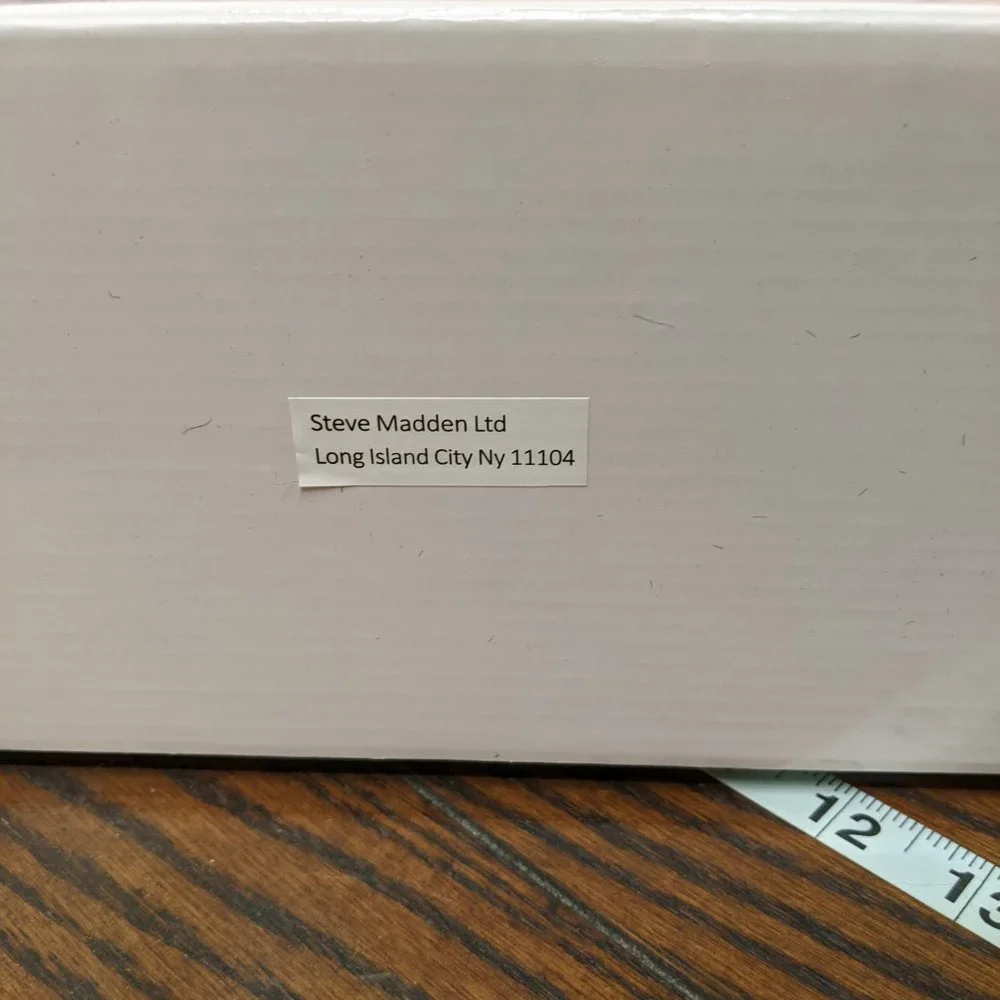 Steve Madden Ltd
Long Island City Ny 11104
12
13